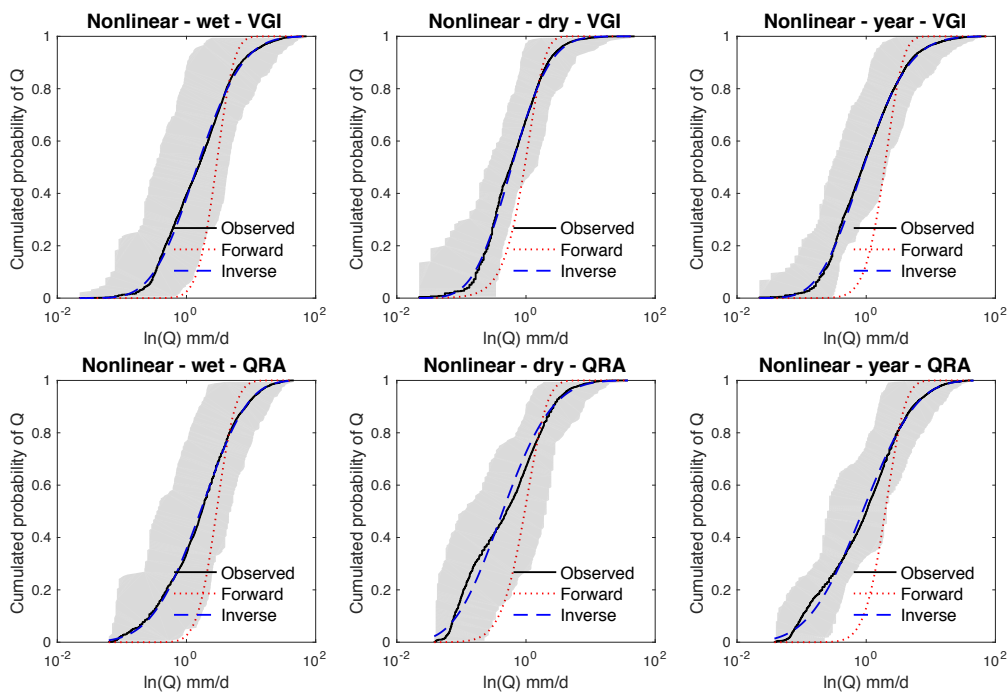 Nonlinear - wet - VGI
Cumulated probability of Q
1
0.8
0.6
0.4
0.2
0
Observed
Forward
Inverse
10^-2
10^0
10^2
ln(Q) mm/d
Nonlinear - dry - VGI
Cumulated probability of Q
1
0.8
0.6
0.4
0.2
0
Observed
Forward
Inverse
10^-2
10^0
10^2
ln(Q) mm/d
Nonlinear - year - VGI
Cumulated probability of Q
1
0.8
0.6
0.4
0.2
0
Observed
Forward
Inverse
10^-2
10^0
10^2
ln(Q) mm/d
Nonlinear - wet - QRA
Cumulated probability of Q
1
0.8
0.6
0.4
0.2
0
Observed
Forward
Inverse
10^-2
10^0
10^2
ln(Q) mm/d
Nonlinear - dry - QRA
Cumulated probability of Q
1
0.8
0.6
0.4
0.2
0
Observed
Forward
Inverse
10^-2
10^0
10^2
ln(Q) mm/d
Nonlinear - year - QRA
Cumulated probability of Q
1
0.8
0.6
0.4
0.2
0
Observed
Forward
Inverse
10^-2
10^0
10^2
ln(Q) mm/d